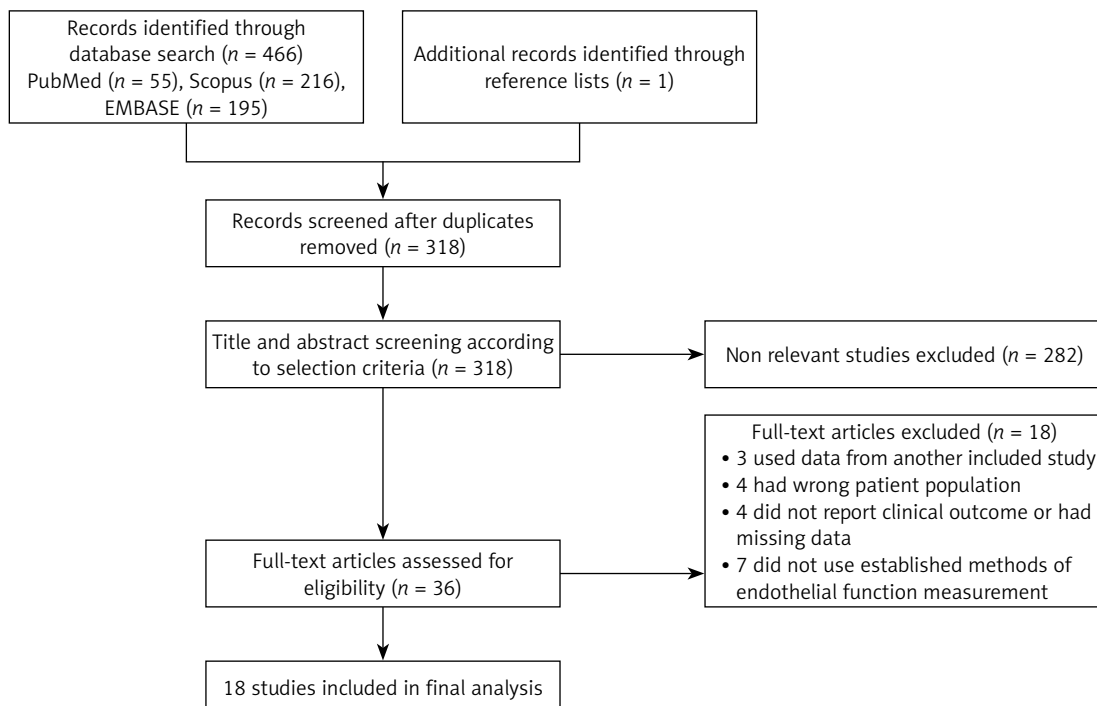 Records identified through
database search (n = 466)
PubMed (n = 55), Scopus (n = 216),
EMBASE (n = 195)
Additional records identified through
reference lists (n = 1)
Records screened after duplicates
removed (n = 318)
Title and abstract screening according
to selection criteria (n = 318)
Non relevant studies excluded (n = 282)
Full-text articles excluded (n = 18)
• 3 used data from another included study
• 4 had wrong patient population
• 4 did not report clinical outcome or had
missing data
• 7 did not use established methods of
endothelial function measurement
Full-text articles assessed for
eligibility (n = 36)
18 studies included in final analysis